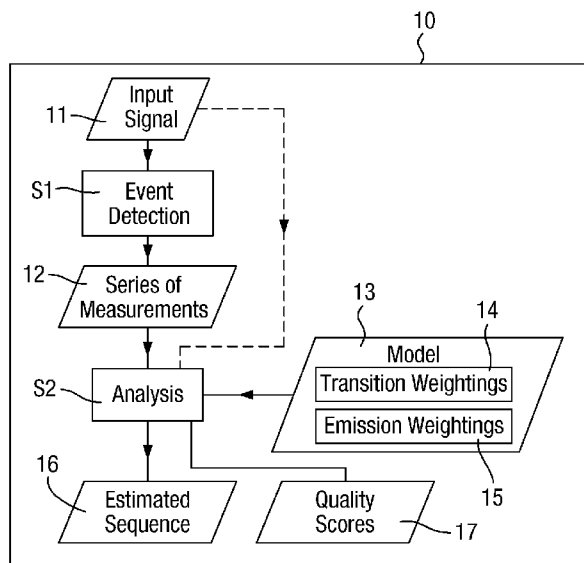 10
Input
Signal
11
S1
Event
Detection
12
Series of
Measurements
13
14
Model
Transition Weightings
S2
Analysis
Emission Weightings
15
16
Estimated
Sequence
Quality
Scores
17